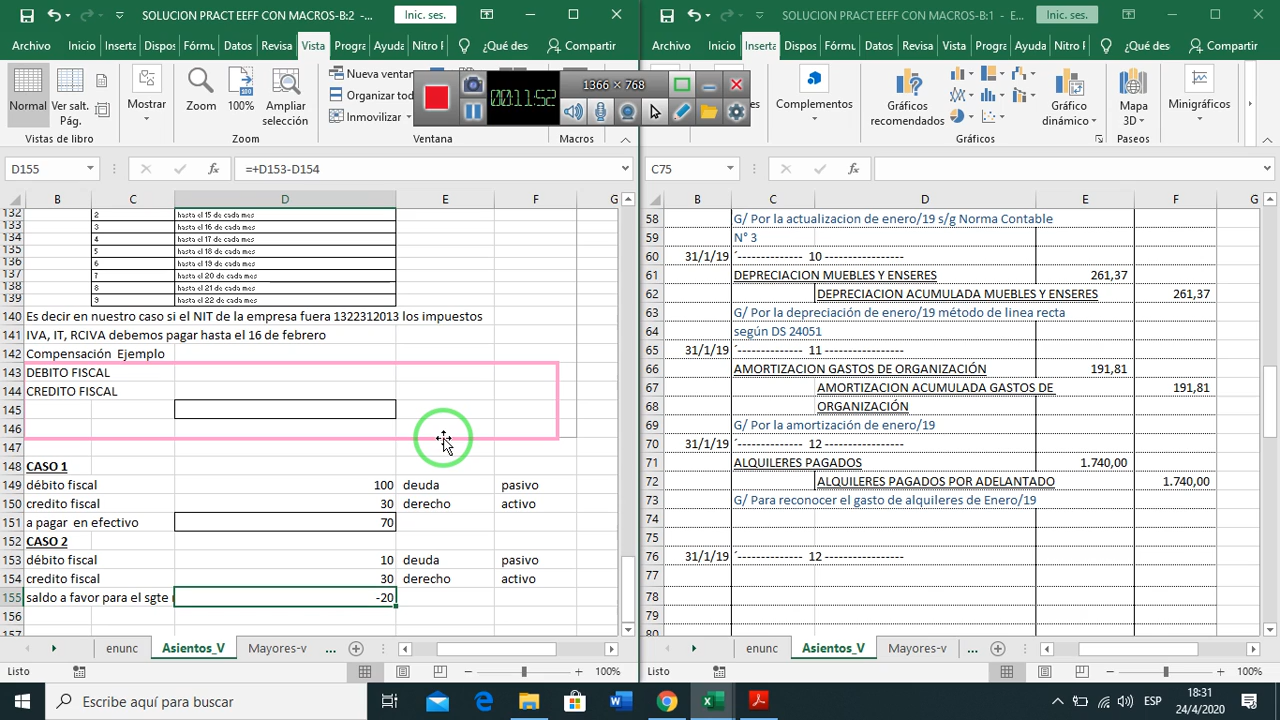 SOLUCION PRACT EEFF CON MACROS-B:2 - ...
Inic. ses.
Archivo Inicio Inserta Dispos Fórmu Datos Revisa Vista Progra Ayuda Nitro P ¿Qué des Compartir
Normal
Ver salt. Pág.
Mostrar
Zoom
100%
Ampliar selección
Nueva ventan
Organizar tod
Inmovilizar
Vistas de libro
Zoom
Ventana
Macros
00:11:52
1366 x 768
D155
=+D153-D154
B C D E F G
132 2 hasta el 15 de cada mes
133 3 hasta el 16 de cada mes
134 4 hasta el 17 de cada mes
135 5 hasta el 18 de cada mes
136 6 hasta el 19 de cada mes
137 7 hasta el 20 de cada mes
138 8 hasta el 21 de cada mes
139 9 hasta el 22 de cada mes
140 Es decir en nuestro caso si el NIT de la empresa fuera 1322312013 los impuestos
141 IVA, IT, RCIVA debemos pagar hasta el 16 de febrero
142 Compensación Ejemplo
143 DEBITO FISCAL
144 CREDITO FISCAL
145
146
147
148 CASO 1
149 débito fiscal 100 deuda pasivo
150 credito fiscal 30 derecho activo
151 a pagar en efectivo 70
152 CASO 2
153 débito fiscal 10 deuda pasivo
154 credito fiscal 30 derecho activo
155 saldo a favor para el sgte -20
156
157
enunc Asientos_V Mayores-v ...
Listo
100%
SOLUCION PRACT EEFF CON MACROS-B:1 - E...
Inic. ses.
Archivo Inicio Inserta Dispos Fórmu Datos Revisa Vista Progra Ayuda Nitro P ¿Qué des Compartir
Complementos
Gráficos recomendados
Gráfico dinámico
Mapa 3D
Minigráficos
Gráficos
Paseos
C75
B C D E F G
58 G/ Por la actualizacion de enero/19 s/g Norma Contable
59 N° 3
60 31/1/19 ´-------------- 10 -----------------
61 DEPRECIACION MUEBLES Y ENSERES 261,37
62 DEPRECIACION ACUMULADA MUEBLES Y ENSERES 261,37
63 G/ Por la depreciación de enero/19 método de linea recta
64 según DS 24051
65 31/1/19 ´-------------- 11 -----------------
66 AMORTIZACION GASTOS DE ORGANIZACIÓN 191,81
67 AMORTIZACION ACUMULADA GASTOS DE 191,81
68 ORGANIZACIÓN
69 G/ Por la amortización de enero/19
70 31/1/19 ´-------------- 12 -----------------
71 ALQUILERES PAGADOS 1.740,00
72 ALQUILERES PAGADOS POR ADELANTADO 1.740,00
73 G/ Para reconocer el gasto de alquileres de Enero/19
74
75
76 31/1/19 ´-------------- 12 -----------------
77
78
79
80
enunc Asientos_V Mayores-v ...
Listo
100%
Escribe aquí para buscar
ESP
18:31
24/4/2020